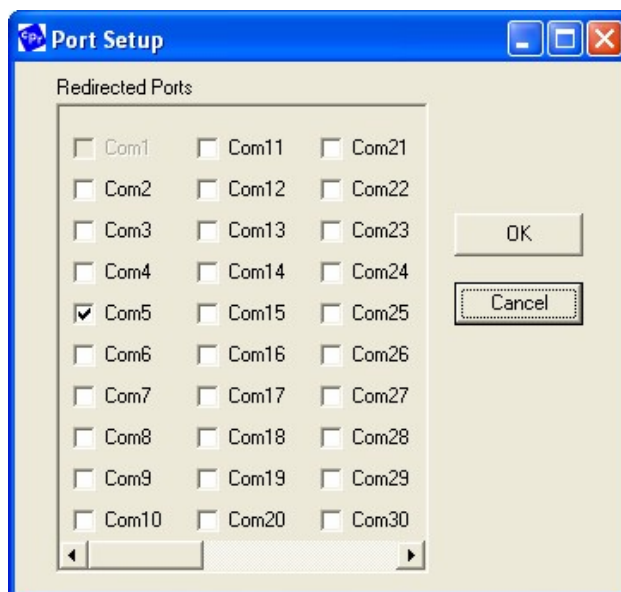 CPr Port Setup
Redirected Ports
Com1 Com11 Com21
Com2 Com12 Com22
Com3 Com13 Com23
Com4 Com14 Com24
Com5 Com15 Com25
Com6 Com16 Com26
Com7 Com17 Com27
Com8 Com18 Com28
Com9 Com19 Com29
Com10 Com20 Com30
OK
Cancel